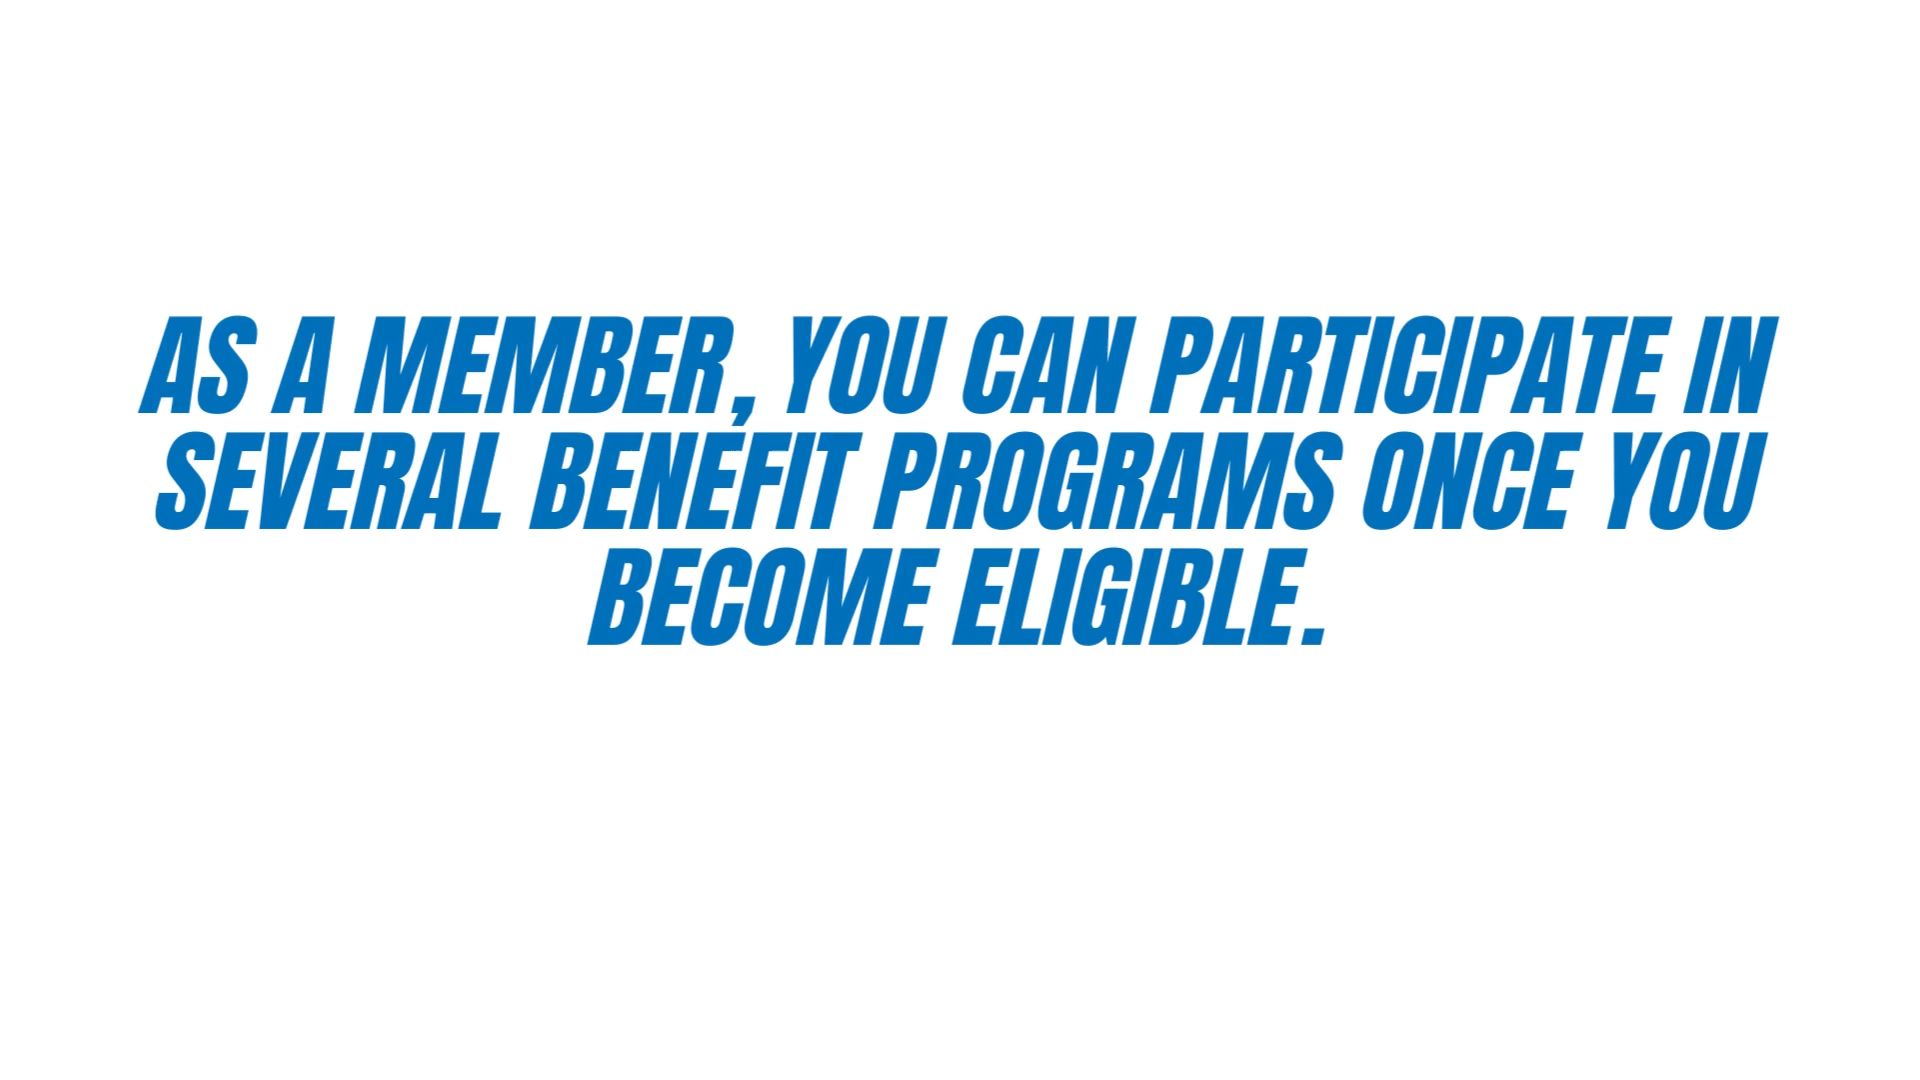 AS A MEMBER, YOU CAN PARTICIPATE IN
SEVERAL BENEFIT PROGRAMS ONCE YOU
BECOME ELIGIBLE.